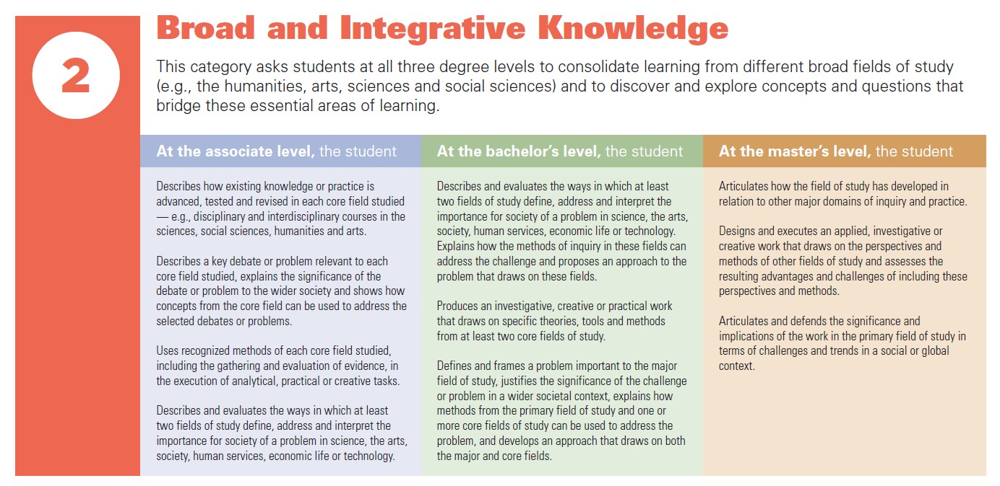 2
Broad and Integrative Knowledge
This category asks students at all three degree levels to consolidate learning from different broad fields of study
(e.g., the humanities, arts, sciences and social sciences) and to discover and explore concepts and questions that
bridge these essential areas of learning.
At the associate level, the student
Describes how existing knowledge or practice is
advanced, tested and revised in each core field studied
— e.g., disciplinary and interdisciplinary courses in the
sciences, social sciences, humanities and arts.
Describes a key debate or problem relevant to each
core field studied, explains the significance of the
debate or problem to the wider society and shows how
concepts from the core field can be used to address the
selected debates or problems.
Uses recognized methods of each core field studied,
including the gathering and evaluation of evidence, in
the execution of analytical, practical or creative tasks.
Describes and evaluates the ways in which at least
two fields of study define, address and interpret the
importance for society of a problem in science, the arts,
society, human services, economic life or technology.
At the bachelor's level, the student
Describes and evaluates the ways in which at least
two fields of study define, address and interpret the
importance for society of a problem in science, the arts,
society, human services, economic life or technology.
Explains how the methods of inquiry in these fields can
address the challenge and proposes an approach to the
problem that draws on these fields.
Produces an investigative, creative or practical work
that draws on specific theories, tools and methods
from at least two core fields of study.
Defines and frames a problem important to the major
field of study, justifies the significance of the challenge
or problem in a wider societal context, explains how
methods from the primary field of study and one or
more core fields of study can be used to address the
problem, and develops an approach that draws on both
the major and core fields.
At the master's level, the student
Articulates how the field of study has developed in
relation to other major domains of inquiry and practice.
Designs and executes an applied, investigative or
creative work that draws on the perspectives and
methods of other fields of study and assesses the
resulting advantages and challenges of including these
perspectives and methods.
Articulates and defends the significance and
implications of the work in the primary field of study in
terms of challenges and trends in a social or global
context.